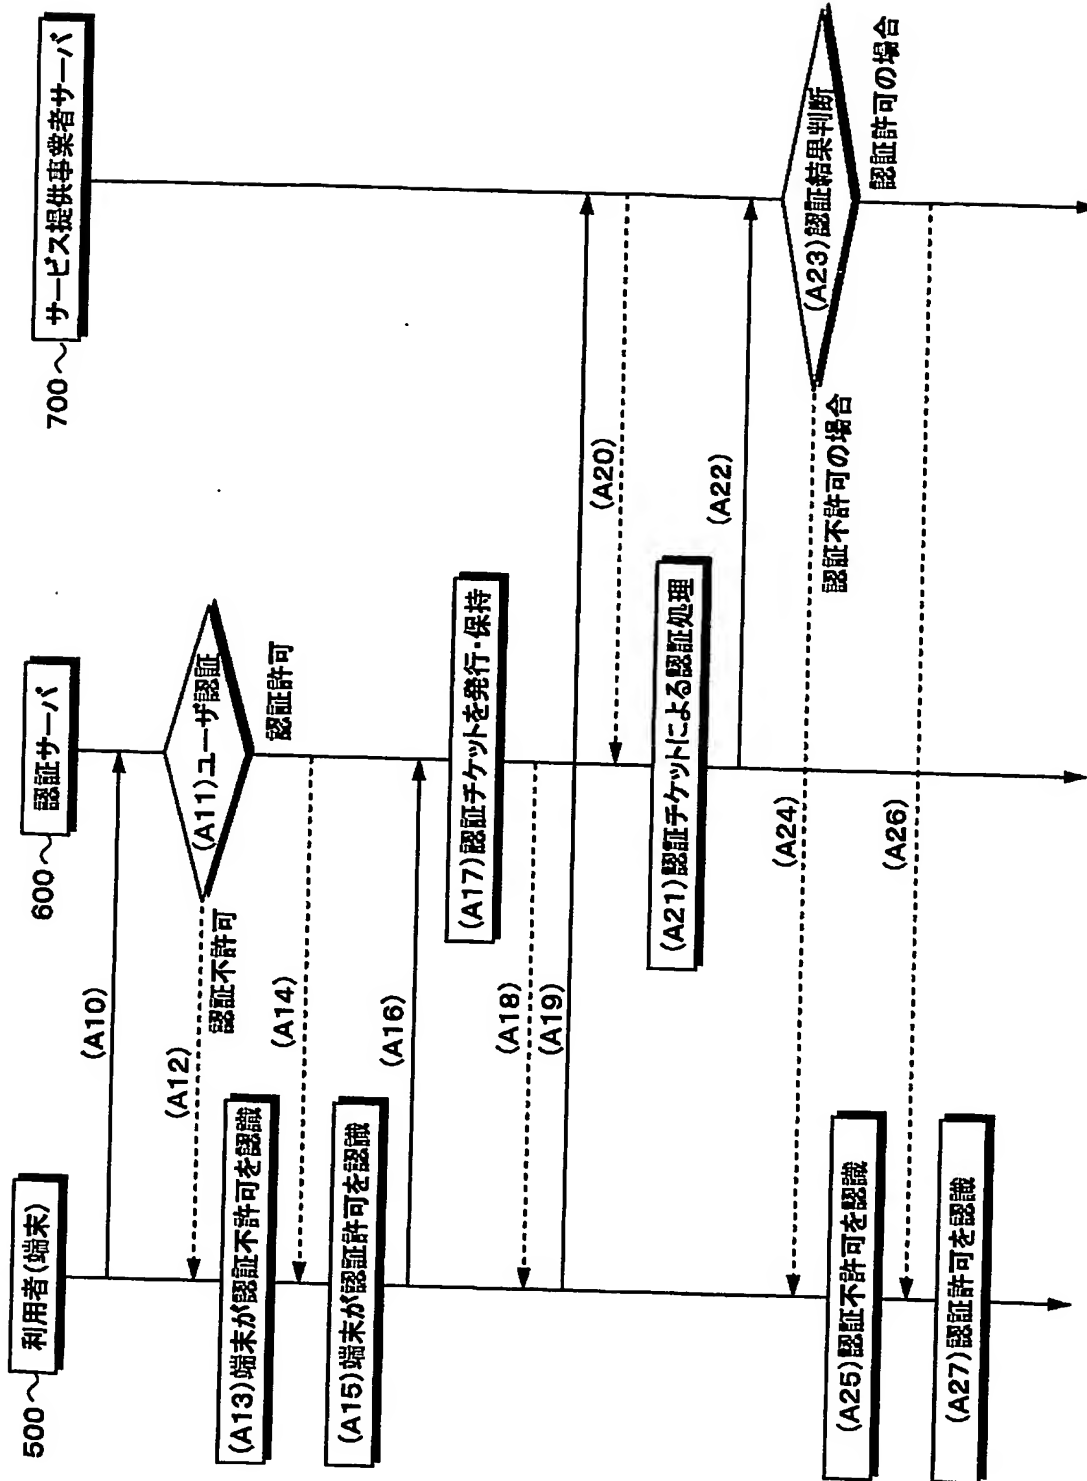 500～
利用者(端末)
600～
認証サーバ
700～
サービス提供事業者サーバ
(A10)
(A11)ユーザ認証
(A12)
認証不許可
認証許可
(A13)端末が認証不許可を認識
(A14)
(A15)端末が認証許可を認識
(A16)
(A17)認証チケットを発行・保持
(A18)
(A19)
(A20)
(A21)認証チケットによる認証処理
(A22)
(A23)認証結果判断
認証不許可の場合
認証許可の場合
(A24)
(A25)認証不許可を認識
(A26)
(A27)認証許可を認識